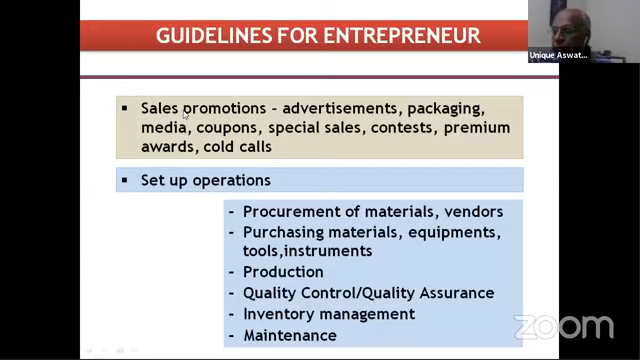 GUIDELINES FOR ENTREPRENEUR
Unique Aswat...
▪ Sales promotions – advertisements, packaging,
media, coupons, special sales, contests, premium
awards, cold calls
▪ Set up operations
- Procurement of materials, vendors
- Purchasing materials, equipments,
tools,instruments
- Production
- Quality Control/Quality Assurance
- Inventory management
- Maintenance
zoom